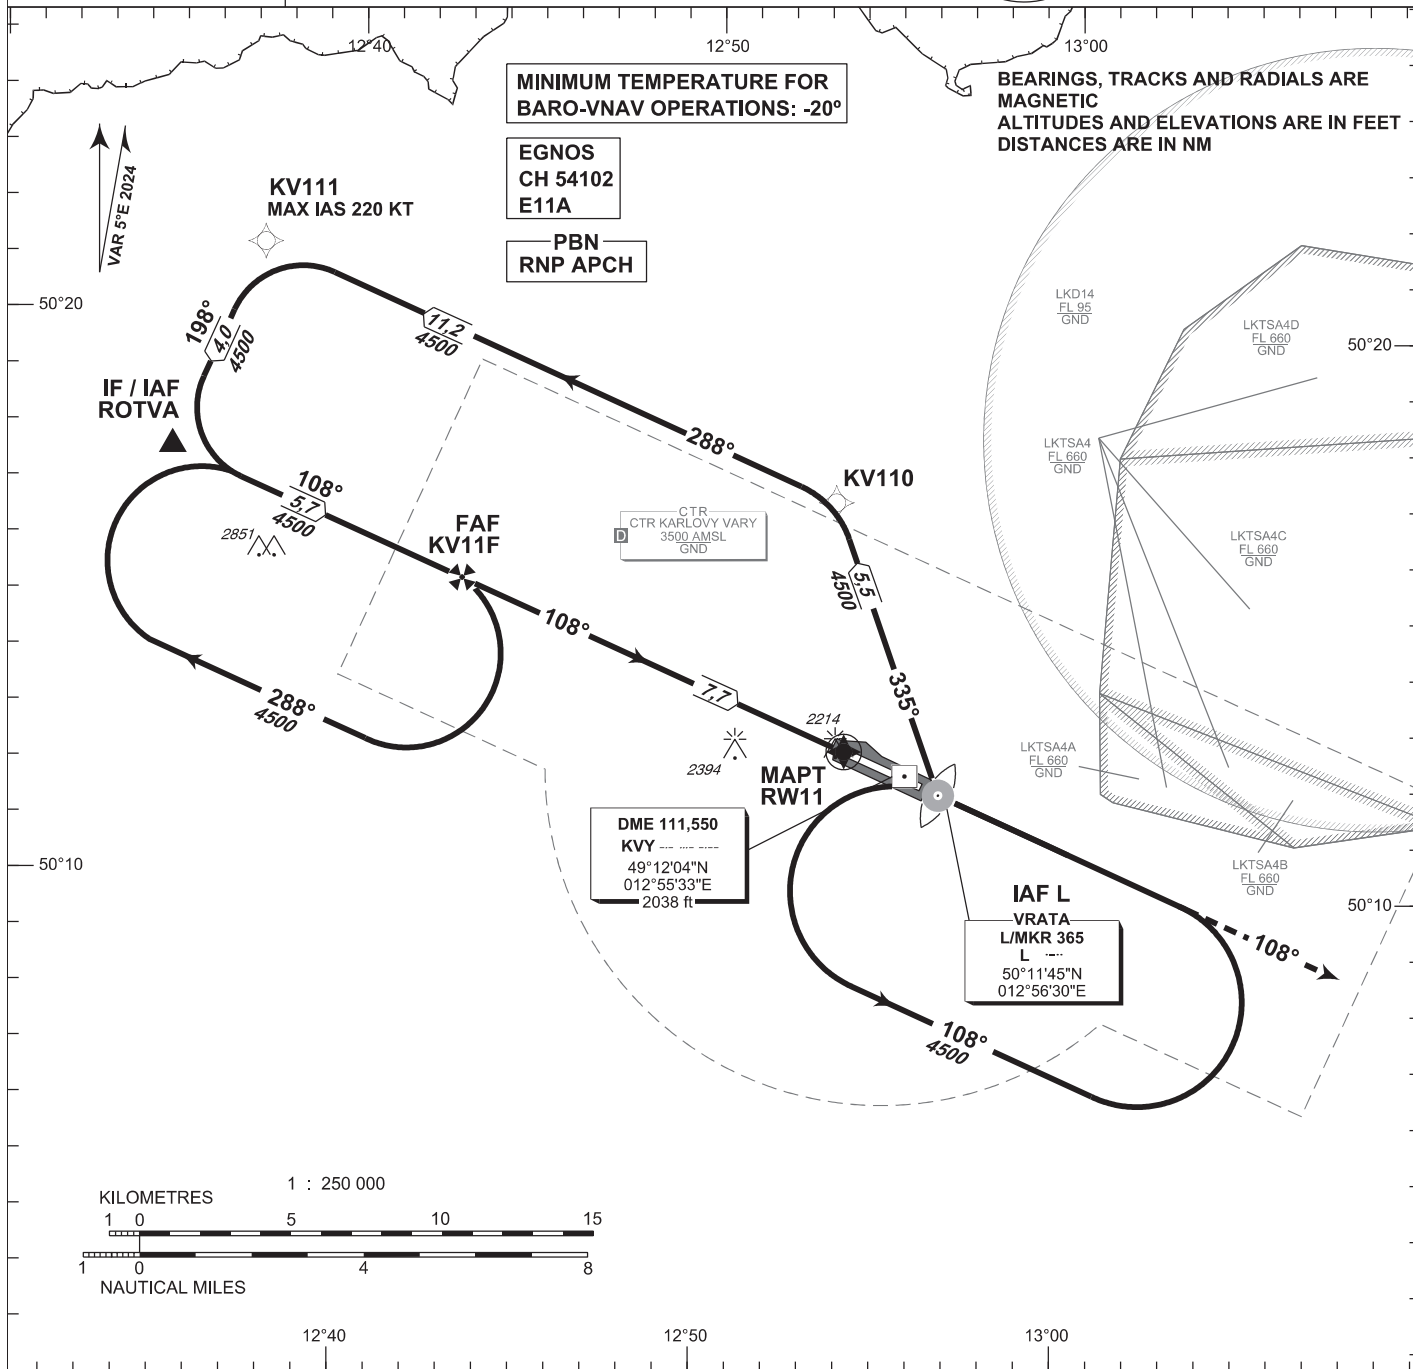 12°40
12°50
13°00
MINIMUM TEMPERATURE FOR
BARO-VNAV OPERATIONS: -20º
BEARINGS, TRACKS AND RADIALS ARE
MAGNETIC
ALTITUDES AND ELEVATIONS ARE IN FEET
DISTANCES ARE IN NM
EGNOS
CH 54102
E11A
PBN
RNP APCH
VAR 5°E 2024
KV111
MAX IAS 220 KT
50°20
198°
4,0
4500
11,2
4500
LKD14
FL 95
GND
LKTSA4D
FL 660
GND
50°20
IF / IAF
ROTVA
288°
LKTSA4
FL 660
GND
KV110
108°
5,7
4500
2851
FAF
KV11F
CTR
CTR KARLOVY VARY
3500 AMSL
GND
D
LKTSA4C
FL 660
GND
5,5
4500
108°
335°
288°
4500
7,7
2214
2394
MAPT
RW11
LKTSA4A
FL 660
GND
DME 111,550
KVY
49°12'04"N
012°55'33"E
2038 ft
LKTSA4B
FL 660
GND
50°10
IAF L
VRATA
L/MKR 365
L
50°11'45"N
012°56'30"E
50°10
108°
108°
4500
1 : 250 000
KILOMETRES
1 0 5 10 15
1 0 4 8
NAUTICAL MILES
12°40
12°50
13°00